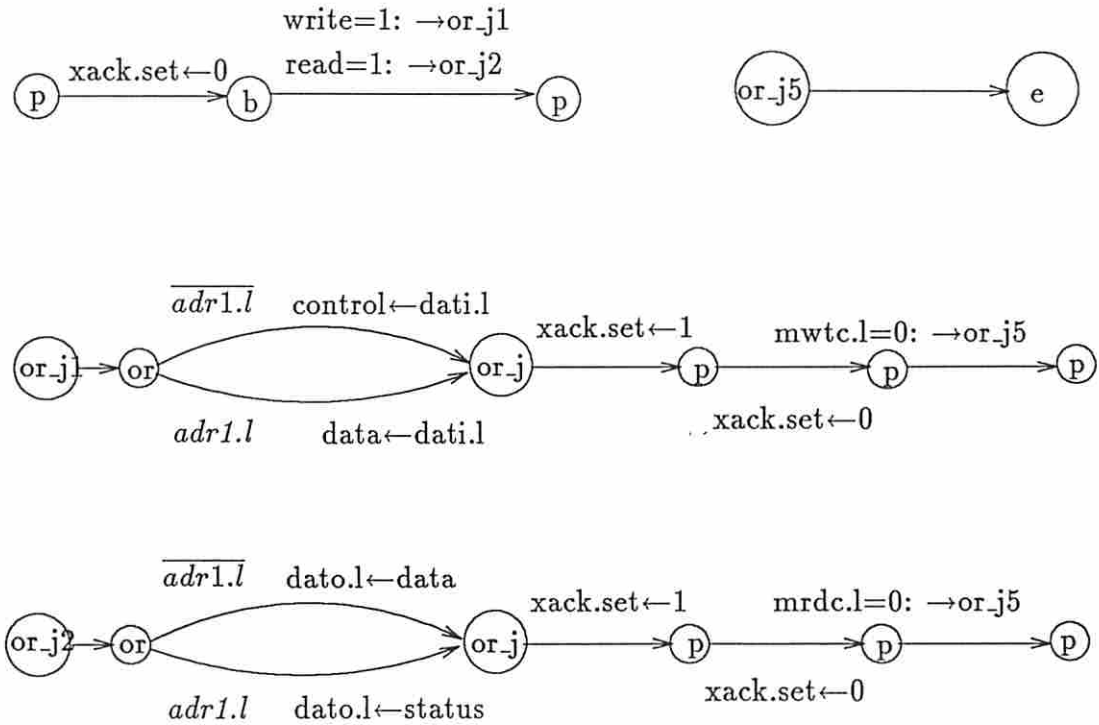 write=1: →or_j1
xack.set←0 read=1: →or_j2
p b p or_j5 e
adr1.l control←dati.l
xack.set←1 mwtc.l=0: →or_j5
or_j1 or or_j p p p
adr1.l data←dati.l xack.set←0
adr1.l dato.l←data
xack.set←1 mrdc.l=0: →or_j5
or_j2 or or_j p p p
xack.set←0
adr1.l dato.l←status